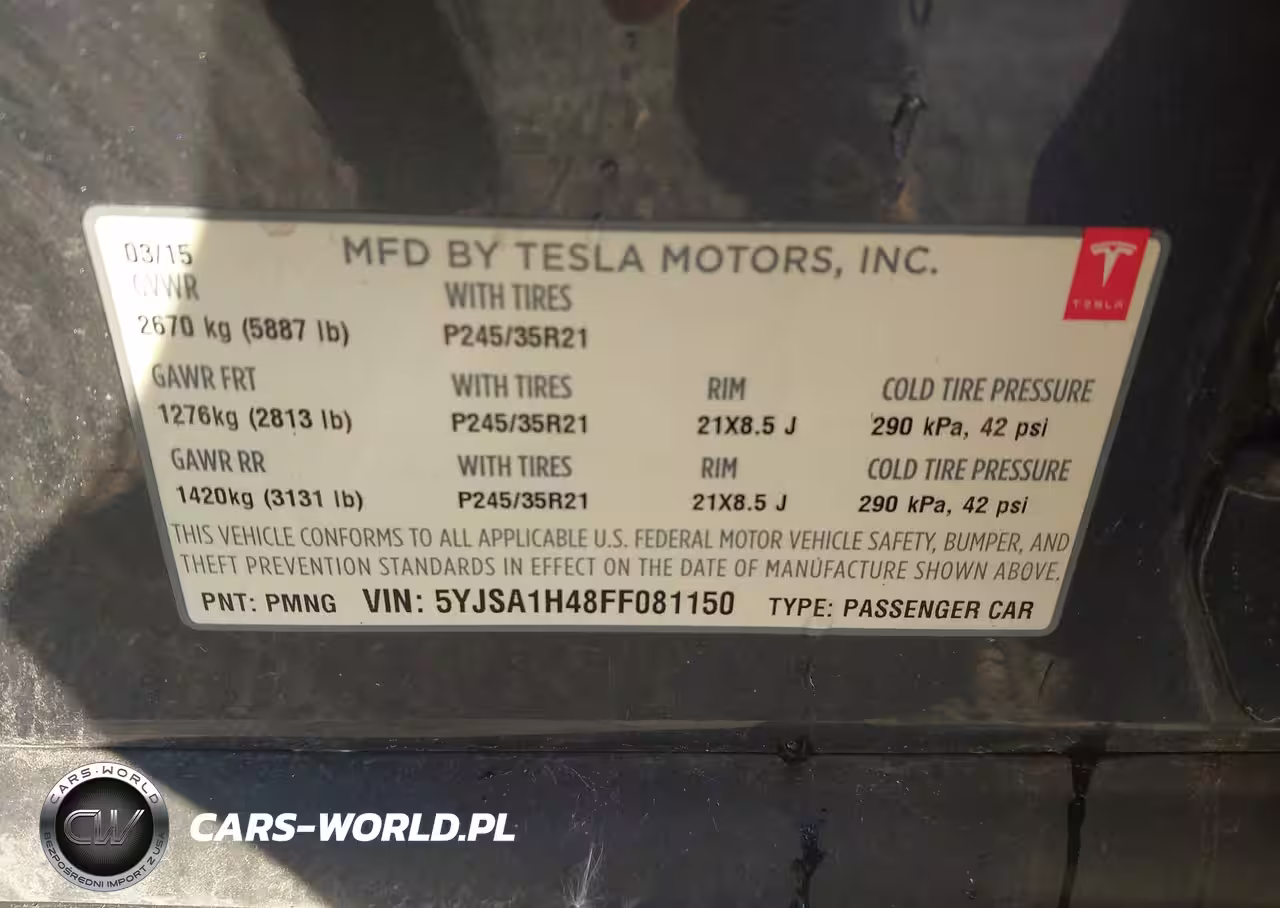 03/15 MFD BY TESLA MOTORS, INC.
TESLA
GVWR WITH TIRES
2670 kg (5887 lb) P245/35R21
GAWR FRT WITH TIRES RIM COLD TIRE PRESSURE
1276kg (2813 lb) P245/35R21 21X8.5 J 290 kPa, 42 psi
GAWR RR WITH TIRES RIM COLD TIRE PRESSURE
1420kg (3131 lb) P245/35R21 21X8.5 J 290 kPa, 42 psi
THIS VEHICLE CONFORMS TO ALL APPLICABLE U.S. FEDERAL MOTOR VEHICLE SAFETY, BUMPER, AND
THEFT PREVENTION STANDARDS IN EFFECT ON THE DATE OF MANUFACTURE SHOWN ABOVE.
PNT: PMNG VIN: 5YJSA1H48FF081150 TYPE: PASSENGER CAR
CARS-WORLD
CW
BEZPOŚREDNI IMPORT Z USA
CARS-WORLD.PL